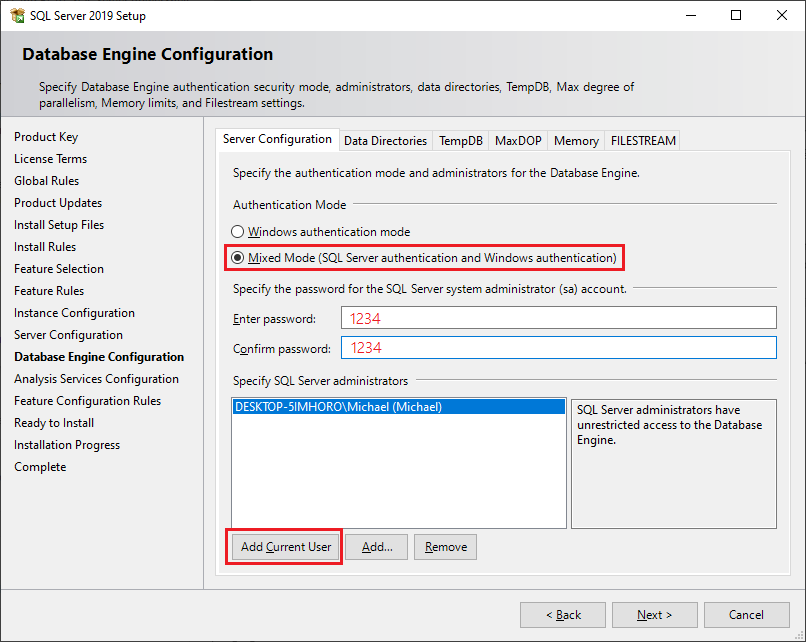 SQL Server 2019 Setup
Database Engine Configuration
Specify Database Engine authentication security mode, administrators, data directories, TempDB, Max degree of
parallelism, Memory limits, and Filestream settings.
Product Key
License Terms
Global Rules
Product Updates
Install Setup Files
Install Rules
Feature Selection
Feature Rules
Instance Configuration
Server Configuration
Database Engine Configuration
Analysis Services Configuration
Feature Configuration Rules
Ready to Install
Installation Progress
Complete
Server Configuration Data Directories TempDB MaxDOP Memory FILESTREAM
Specify the authentication mode and administrators for the Database Engine.
Authentication Mode
Windows authentication mode
Mixed Mode (SQL Server authentication and Windows authentication)
Specify the password for the SQL Server system administrator (sa) account.
Enter password: 1234
Confirm password: 1234
Specify SQL Server administrators
DESKTOP-5IMHORO\Michael (Michael)
SQL Server administrators have
unrestricted access to the Database
Engine.
Add Current User Add... Remove
< Back Next > Cancel